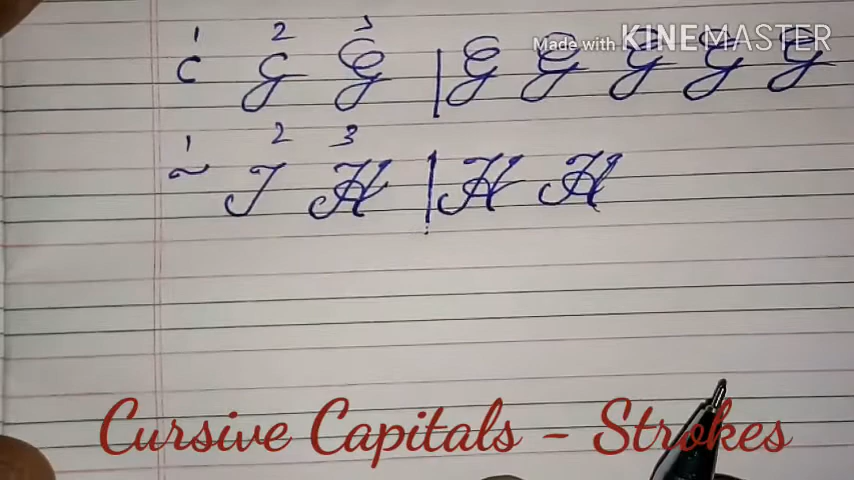 1 2 3
c G G | G G G G G
Made with KINEMASTER
1 2 3
~ J H | H H
Cursive Capitals - Strokes